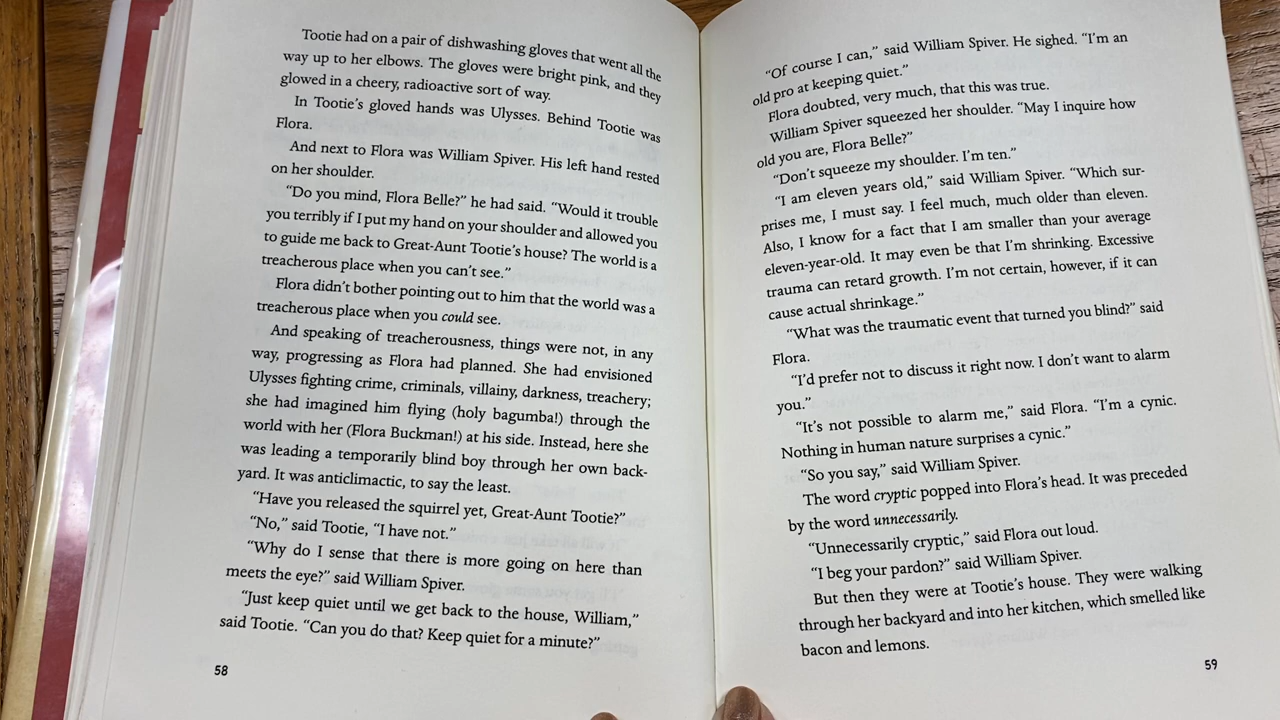 Tootie had on a pair of dishwashing gloves that went all the
way up to her elbows. The gloves were bright pink, and they
glowed in a cheery, radioactive sort of way.
In Tootie's gloved hands was Ulysses. Behind Tootie was
Flora.
And next to Flora was William Spiver. His left hand rested
on her shoulder.
"Do you mind, Flora Belle?" he had said. "Would it trouble
you terribly if I put my hand on your shoulder and allowed you
to guide me back to Great-Aunt Tootie's house? The world is a
treacherous place when you can't see."
Flora didn't bother pointing out to him that the world was a
treacherous place when you could see.
And speaking of treacherousness, things were not, in any
way, progressing as Flora had planned. She had envisioned
Ulysses fighting crime, criminals, villainy, darkness, treachery;
she had imagined him flying (holy bagumba!) through the
world with her (Flora Buckman!) at his side. Instead, here she
was leading a temporarily blind boy through her own back-
yard. It was anticlimactic, to say the least.
"Have you released the squirrel yet, Great-Aunt Tootie?"
"No," said Tootie, "I have not."
"Why do I sense that there is more going on here than
meets the eye?" said William Spiver.
"Just keep quiet until we get back to the house, William,"
said Tootie. "Can you do that? Keep quiet for a minute?"
58
"Of course I can," said William Spiver. He sighed. "I'm an
old pro at keeping quiet."
Flora doubted, very much, that this was true.
William Spiver squeezed her shoulder. "May I inquire how
old you are, Flora Belle?"
"Don't squeeze my shoulder. I'm ten."
"I am eleven years old," said William Spiver. "Which sur-
prises me, I must say. I feel much, much older than eleven.
Also, I know for a fact that I am smaller than your average
eleven-year-old. It may even be that I'm shrinking. Excessive
trauma can retard growth. I'm not certain, however, if it can
cause actual shrinkage."
"What was the traumatic event that turned you blind?" said
Flora.
"I'd prefer not to discuss it right now. I don't want to alarm
you."
"It's not possible to alarm me," said Flora. "I'm a cynic.
Nothing in human nature surprises a cynic."
"So you say," said William Spiver.
The word cryptic popped into Flora's head. It was preceded
by the word unnecessarily.
"Unnecessarily cryptic," said Flora out loud.
"I beg your pardon?" said William Spiver.
But then they were at Tootie's house. They were walking
through her backyard and into her kitchen, which smelled like
bacon and lemons.
59